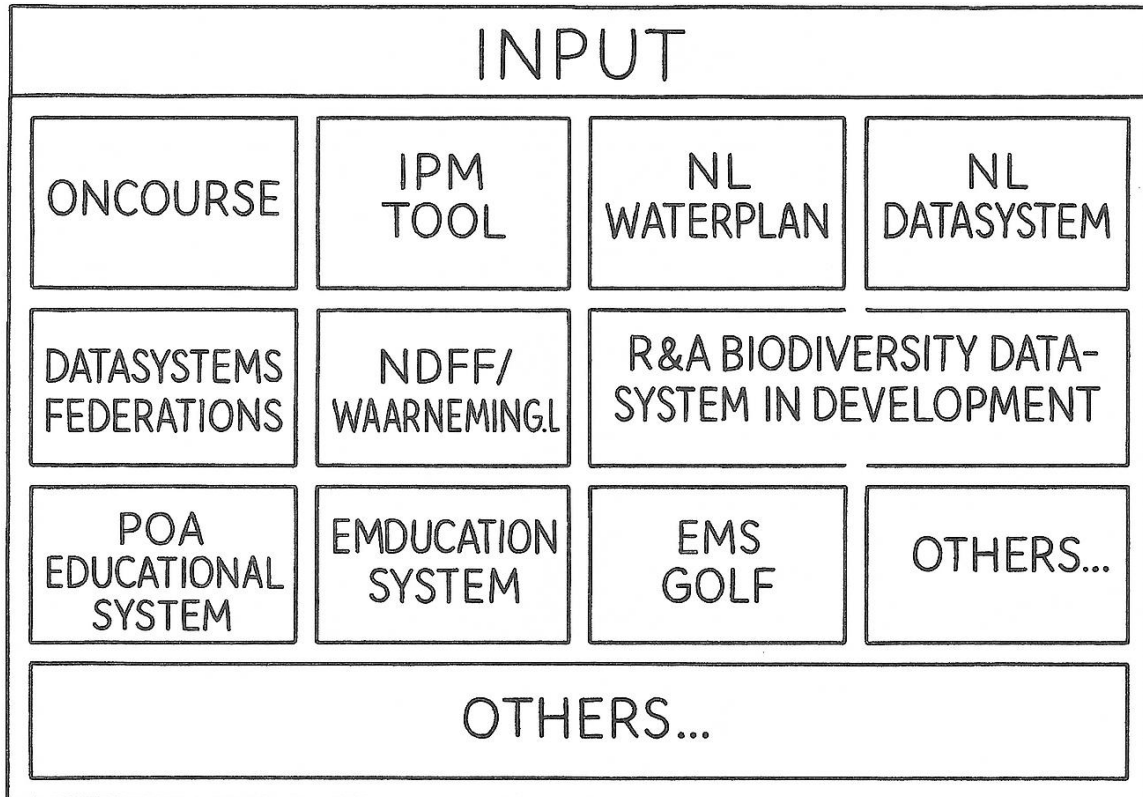 INPUT
ONCOURSE
IPM
TOOL
NL
WATERPLAN
NL
DATASYSTEM
DATASYSTEMS
FEDERATIONS
NDFF/
WAARNEMING.L
R&A BIODIVERSITY DATA-
SYSTEM IN DEVELOPMENT
POA
EDUCATIONAL
SYSTEM
EMDUCATION
SYSTEM
EMS
GOLF
OTHERS...
OTHERS...